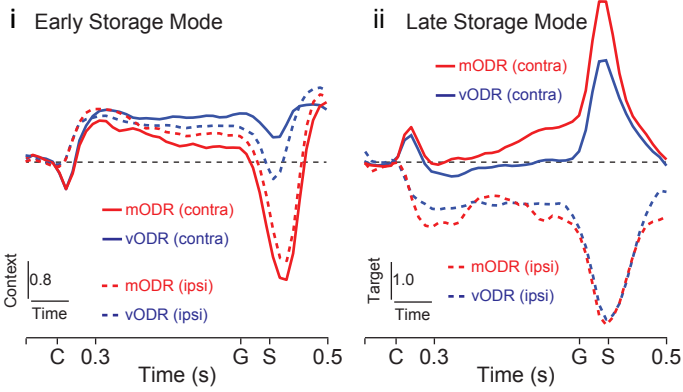 i Early Storage Mode
mODR (contra)
vODR (contra)
mODR (ipsi)
vODR (ipsi)
Context
0.8
Time
C 0.3 G S 0.5
Time (s)
ii Late Storage Mode
mODR (contra)
vODR (contra)
mODR (ipsi)
vODR (ipsi)
Target
1.0
Time
C 0.3 G S 0.5
Time (s)